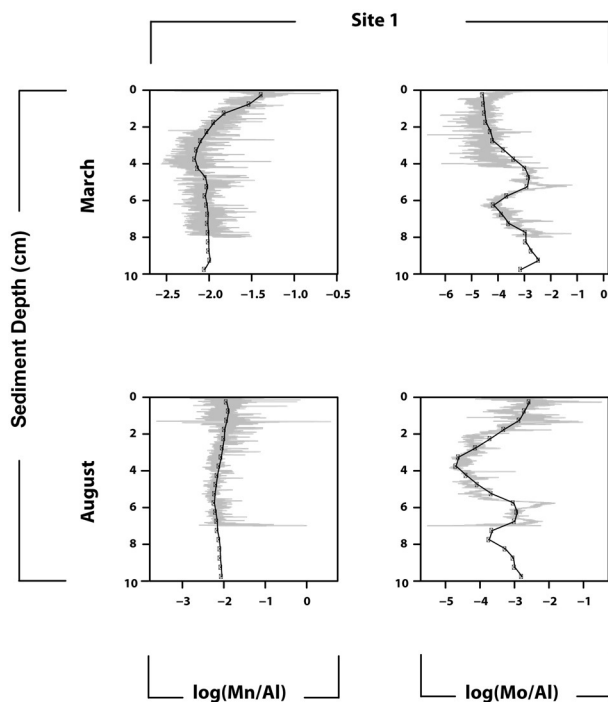 Site 1
Sediment Depth (cm)
March
0
2
4
6
8
10
−2.5 −2.0 −1.5 −1.0 −0.5
0
2
4
6
8
10
−6 −5 −4 −3 −2 −1 0
August
0
2
4
6
8
10
−3 −2 −1 0
0
2
4
6
8
10
−5 −4 −3 −2 −1
log(Mn/Al) log(Mo/Al)